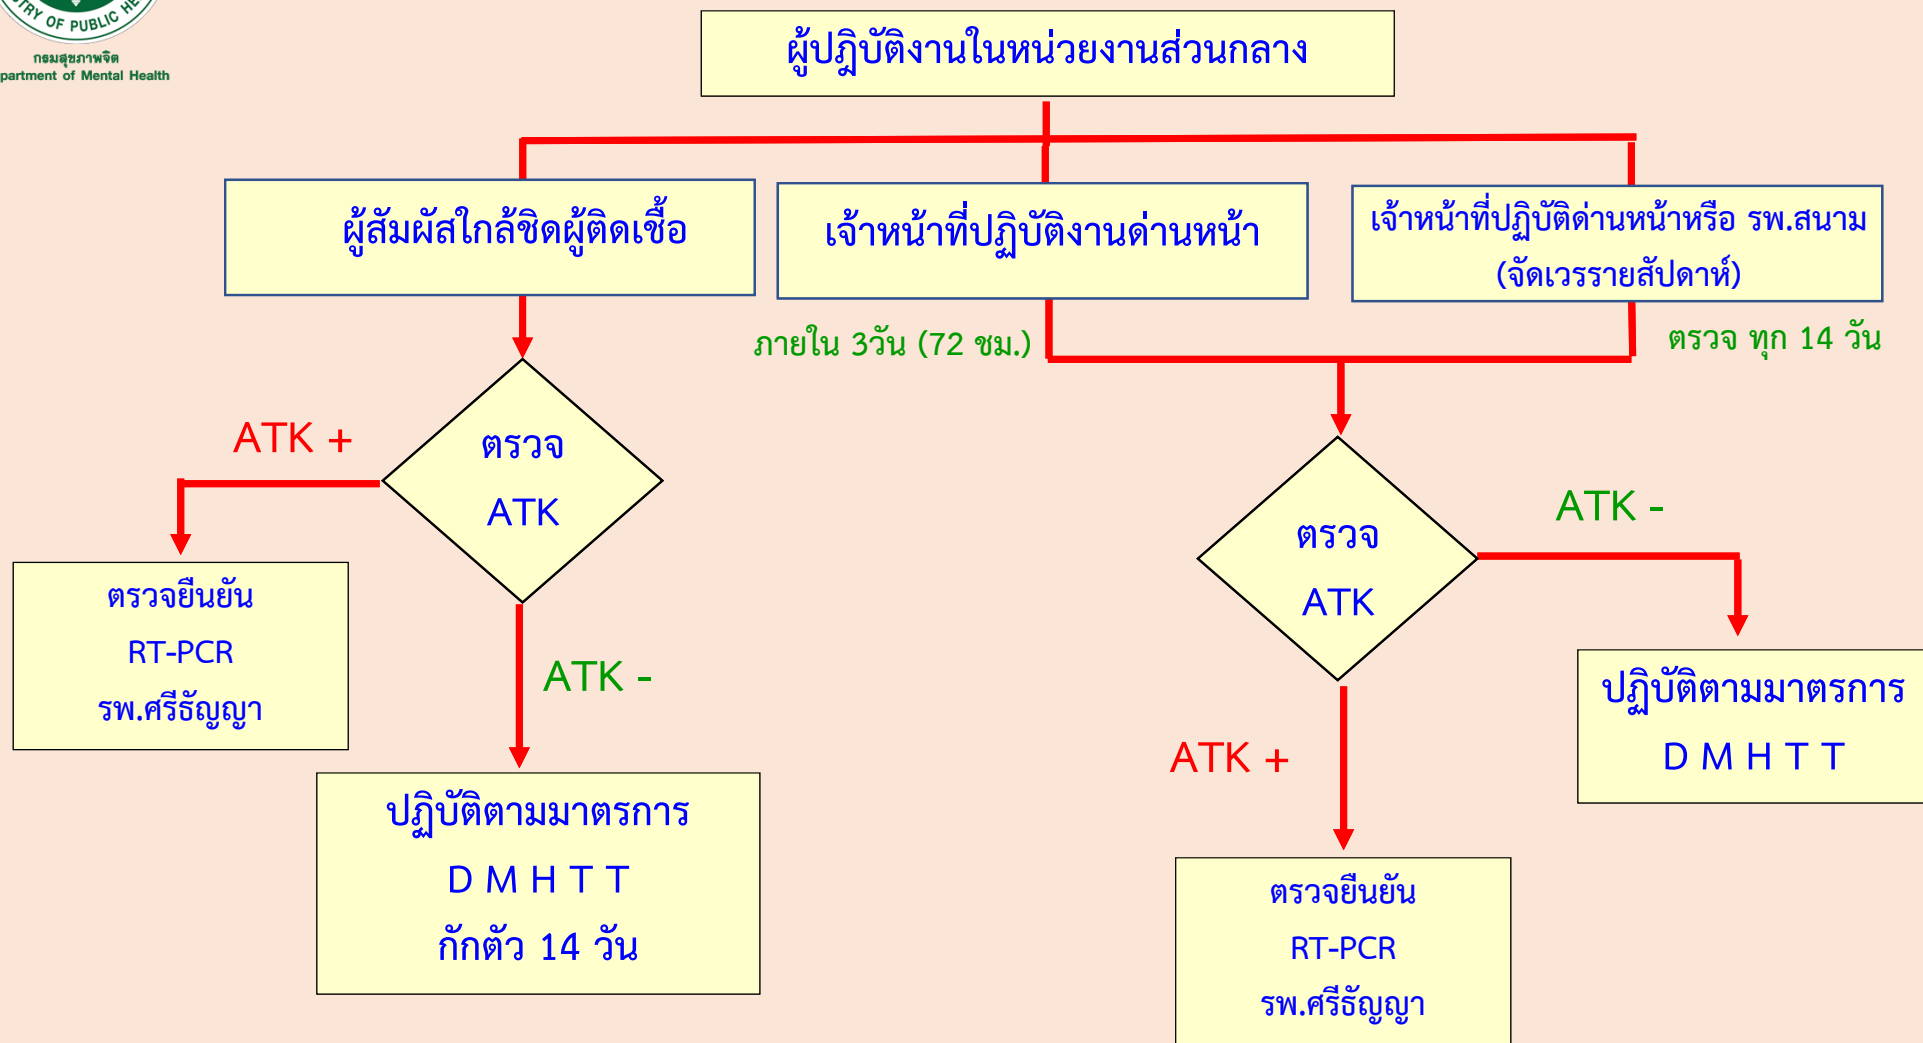 OF PUBLIC
กรมสุขภาพจิต
partment of Mental Health
ผู้ปฎิบัติงานในหน่วยงานส่วนกลาง
ผู้สัมผัสใกล้ชิดผู้ติดเชื้อ
เจ้าหน้าที่ปฏิบัติงานด่านหน้า
เจ้าหน้าที่ปฏิบัติด่านหน้าหรือ รพ.สนาม
(จัดเวรรายสัปดาห์)
ภายใน 3วัน (72 ชม.)
ตรวจ ทุก 14 วัน
ATK +
ตรวจ
ATK
ATK -
ตรวจยืนยัน
RT-PCR
รพ.ศรีธัญญา
ปฏิบัติตามมาตรการ
D M H T T
กักตัว 14 วัน
ตรวจ
ATK
ATK -
ปฏิบัติตามมาตรการ
D M H T T
ATK +
ตรวจยืนยัน
RT-PCR
รพ.ศรีธัญญา